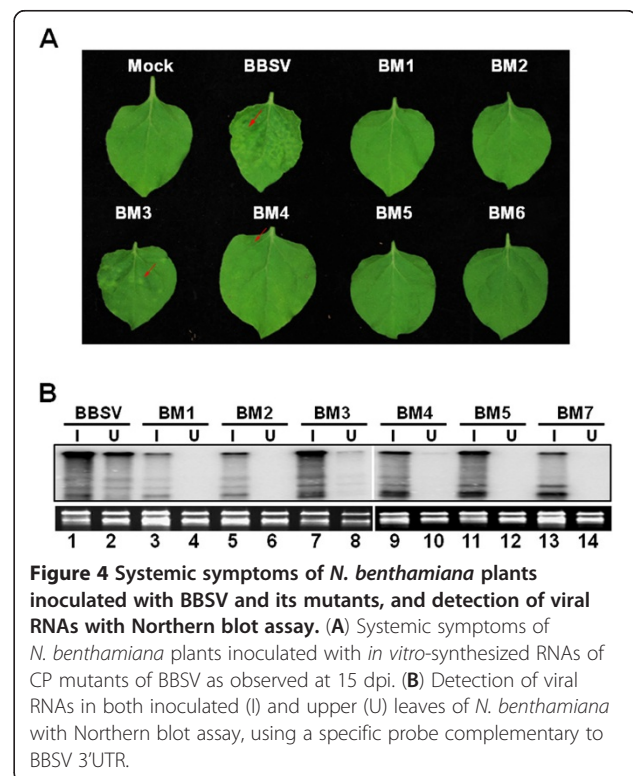 A
Mock BBSV BM1 BM2
BM3 BM4 BM5 BM6
B
BBSV BM1 BM2 BM3 BM4 BM5 BM7
I U I U I U I U I U I U I U
1 2 3 4 5 6 7 8 9 10 11 12 13 14
Figure 4 Systemic symptoms of N. benthamiana plants
inoculated with BBSV and its mutants, and detection of viral
RNAs with Northern blot assay. (A) Systemic symptoms of
N. benthamiana plants inoculated with in vitro-synthesized RNAs of
CP mutants of BBSV as observed at 15 dpi. (B) Detection of viral
RNAs in both inoculated (I) and upper (U) leaves of N. benthamiana
with Northern blot assay, using a specific probe complementary to
BBSV 3’UTR.